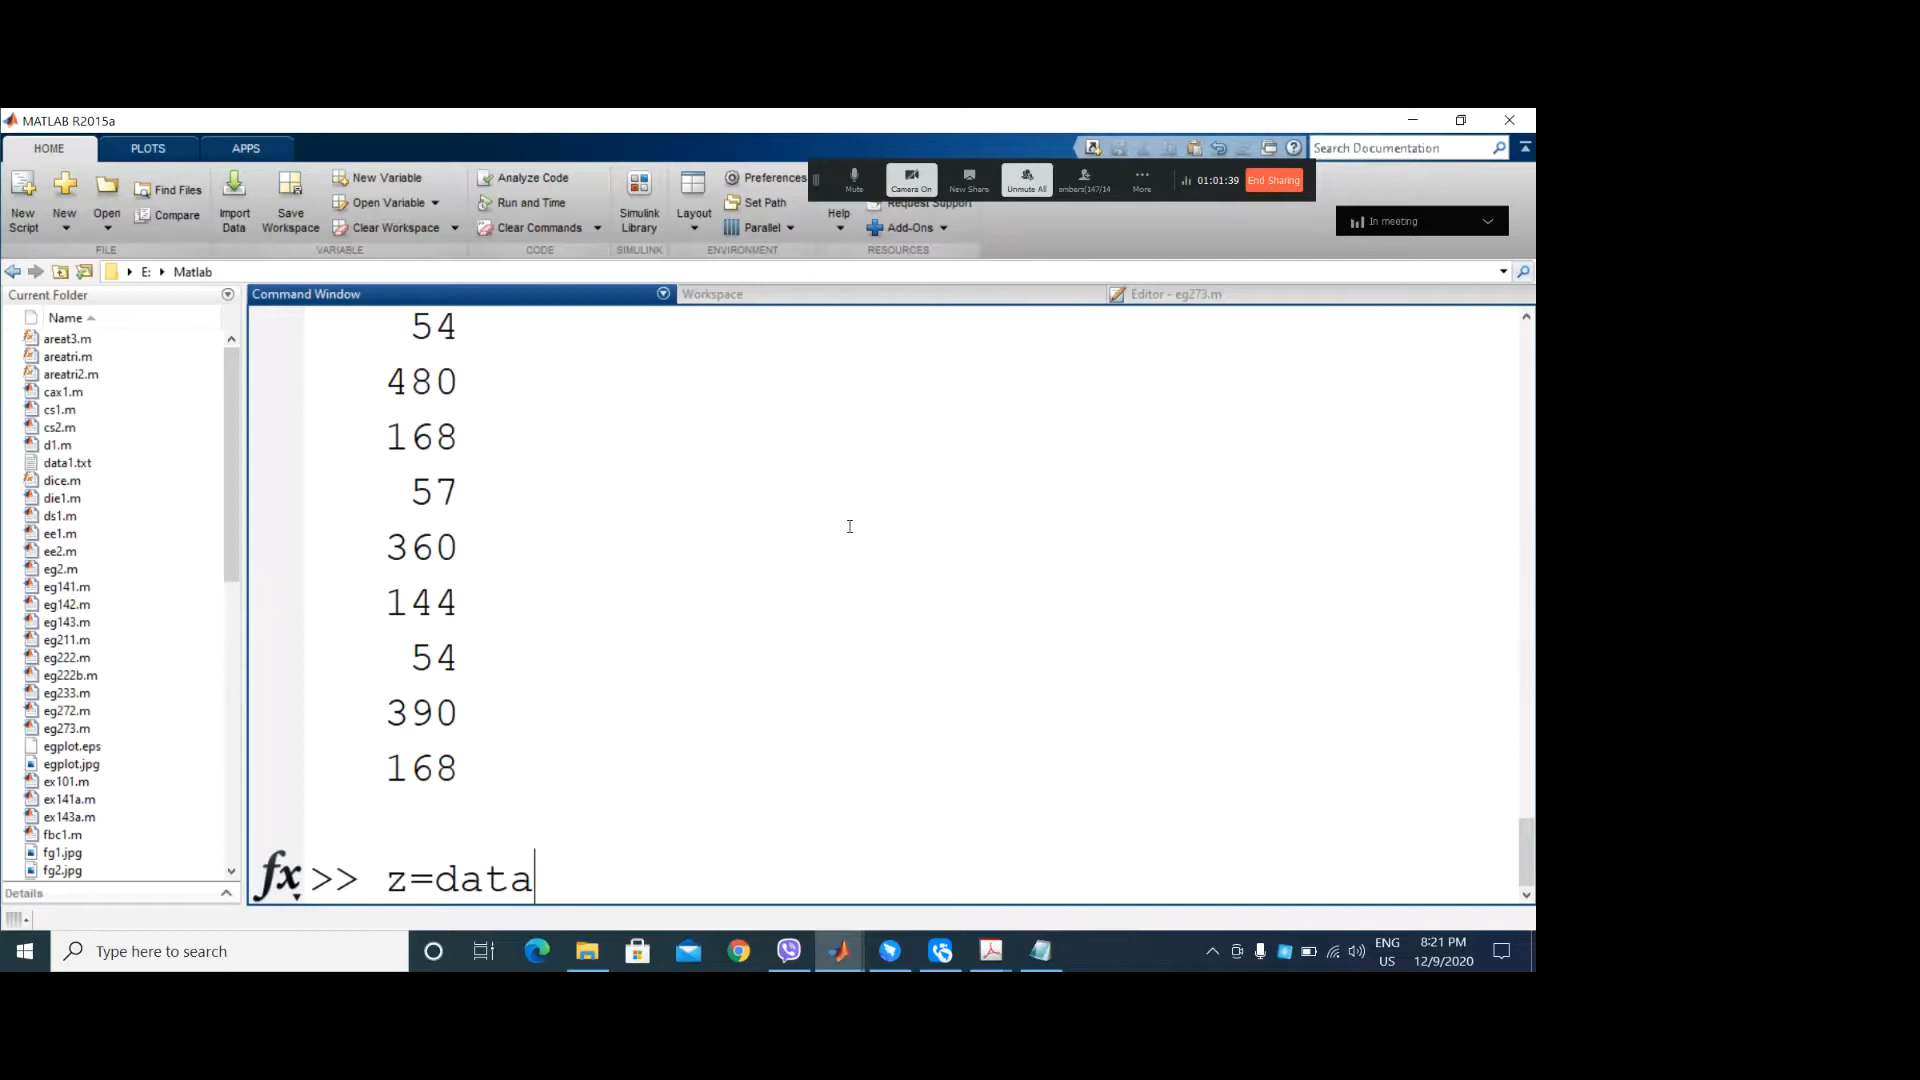 MATLAB R2015a
HOME PLOTS APPS
Search Documentation
New Script
New
Open
Find Files
Compare
FILE
Import Data
Save Workspace
New Variable
Open Variable
Clear Workspace
VARIABLE
Analyze Code
Run and Time
Clear Commands
CODE
Simulink Library
SIMULINK
Layout
Preferences
Set Path
Parallel
ENVIRONMENT
Help
Request Support
Add-Ons
RESOURCES
Mute
Camera On
New Share
Unmute All
embers(147/14
More
01:01:39
End Sharing
In meeting
E: Matlab
Current Folder
Name
areat3.m
areatri.m
areatri2.m
cax1.m
cs1.m
cs2.m
d1.m
data1.txt
dice.m
die1.m
ds1.m
ee1.m
ee2.m
eg2.m
eg141.m
eg142.m
eg143.m
eg211.m
eg222.m
eg222b.m
eg233.m
eg272.m
eg273.m
egplot.eps
egplot.jpg
ex101.m
ex141a.m
ex143a.m
fbc1.m
fg1.jpg
fg2.jpg
Details
Command Window
Workspace
Editor - eg273.m
54
480
168
57
360
144
54
390
168
fx >> z=data
Type here to search
ENG
US
8:21 PM
12/9/2020